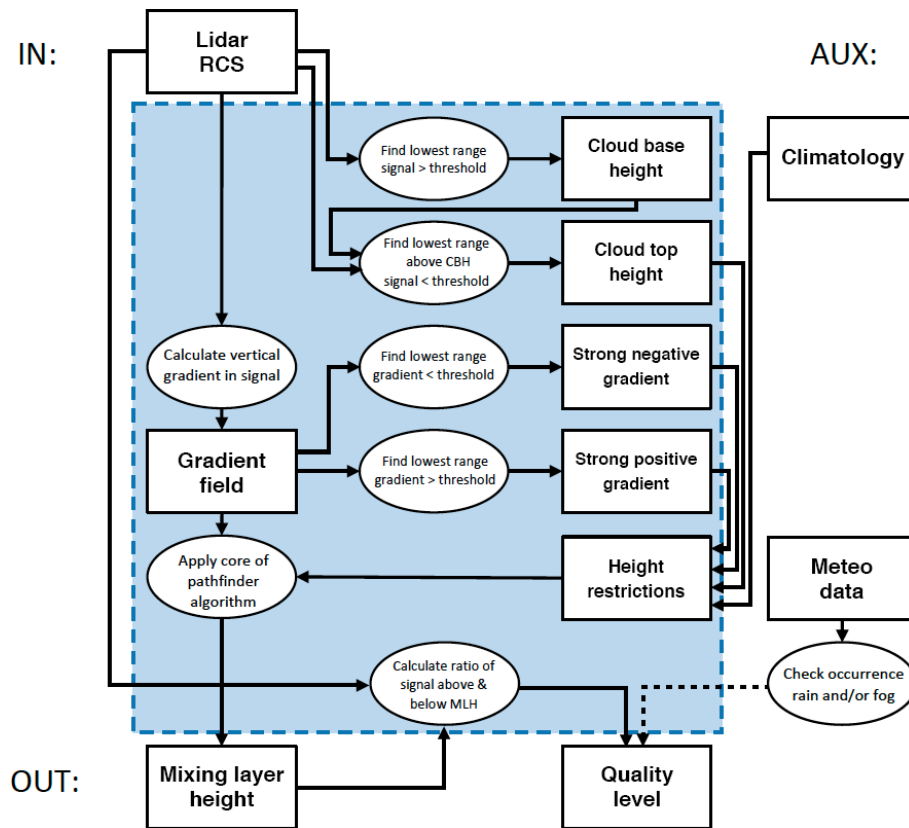 IN:
Lidar
RCS
AUX:
Find lowest range
signal > threshold
Cloud base
height
Climatology
Find lowest range
above CBH
signal < threshold
Cloud top
height
Calculate vertical
gradient in signal
Find lowest range
gradient < threshold
Strong negative
gradient
Gradient
field
Find lowest range
gradient > threshold
Strong positive
gradient
Apply core of
pathfinder
algorithm
Height
restrictions
Meteo
data
Calculate ratio of
signal above &
below MLH
Check occurrence
rain and/or fog
OUT:
Mixing layer
height
Quality
level